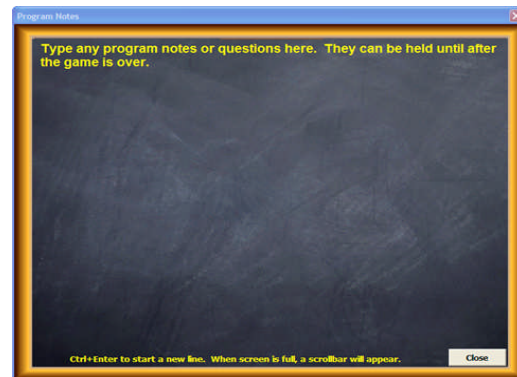 Program Notes
Type any program notes or questions here. They can be held until after
the game is over.
Ctrl+Enter to start a new line. When screen is full, a scrollbar will appear.
Close